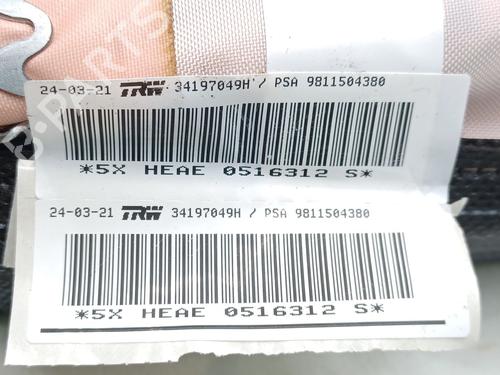 24-03-21 TRW 34197049H / PSA 9811504380
*5X HEAE 0516312 S*
24-03-21 TRW 34197049H / PSA 9811504380
*5X HEAE 0516312 S*